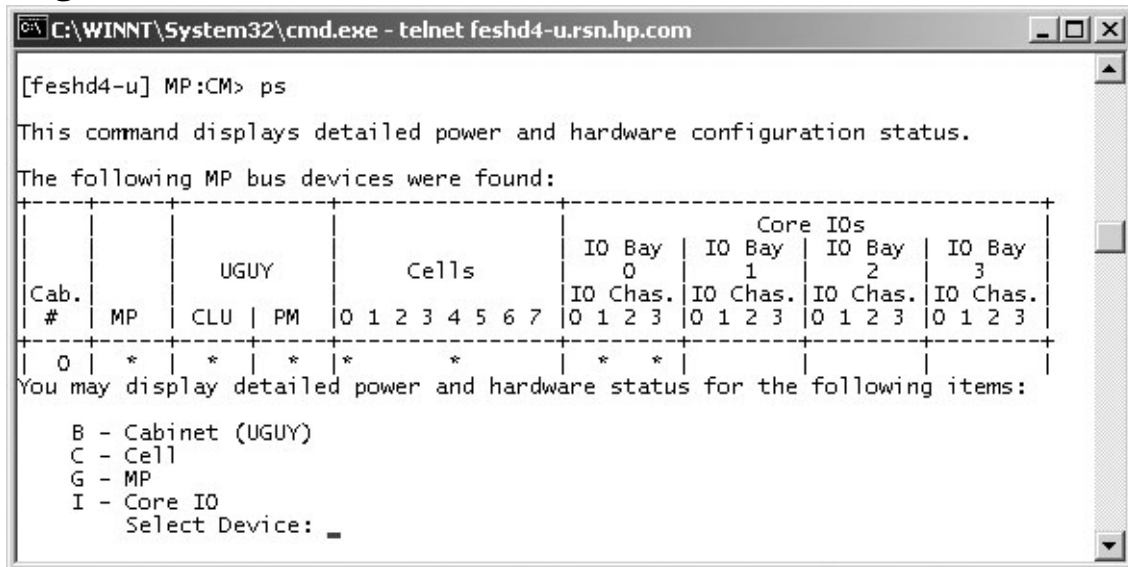 C:\WINNT\System32\cmd.exe - telnet feshd4-u.rsn.hp.com
[feshd4-u] MP:CM> ps
This command displays detailed power and hardware configuration status.
The following MP bus devices were found:
+----+-----+-----------+----------------+---------------------------------------+
|    |     |           |                |                Core IOs               |
|    |     |           |                | IO Bay  | IO Bay  | IO Bay  | IO Bay  |
|    |     |   UGUY    |     Cells      |    0    |    1    |    2    |    3    |
|Cab.|     |           |                |IO Chas.|IO Chas.|IO Chas.|IO Chas.|
| #  | MP  | CLU | PM  |0 1 2 3 4 5 6 7 |0 1 2 3 |0 1 2 3 |0 1 2 3 |0 1 2 3 |
+----+-----+-----+-----+----------------+---------+---------+---------+---------+
| 0  |  *  |  *  |  *  |*       *       |  *   * |        |        |        |
You may display detailed power and hardware status for the following items:
B - Cabinet (UGUY)
C - Cell
G - MP
I - Core IO
Select Device: _